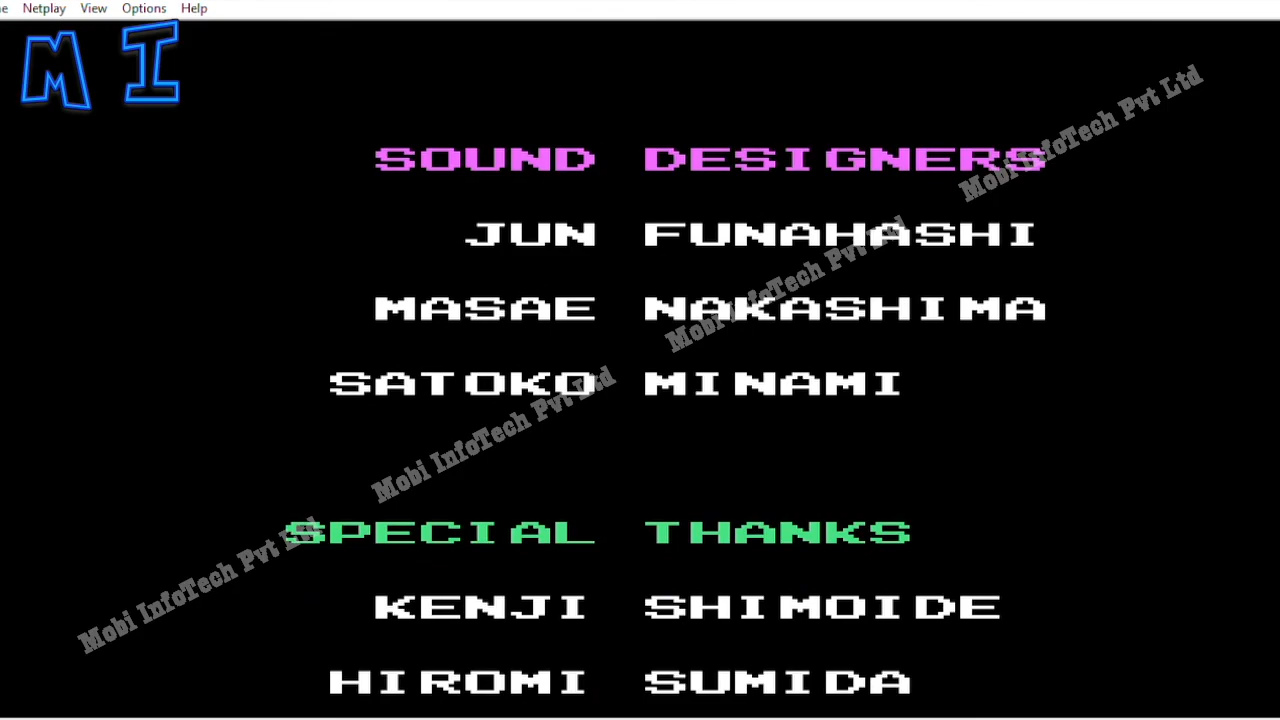 Netplay View Options Help
M I
SOUND DESIGNERS
JUN FUNAHASHI
MASAE NAKASHIMA
SATOKO MINAMI
SPECIAL THANKS
KENJI SHIMOIDE
HIROMI SUMIDA
Mobi InfoTech Pvt Ltd
Mobi InfoTech Pvt Ltd
Mobi InfoTech Pvt Ltd
Mobi InfoTech Pvt Ltd